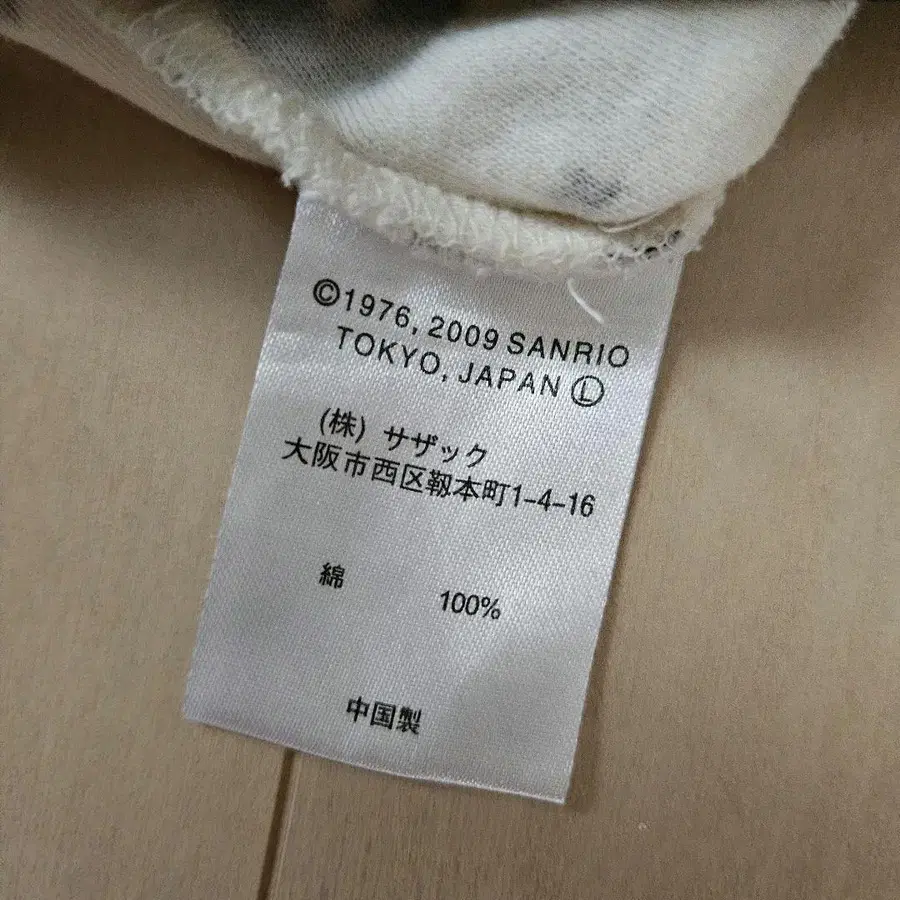 ©1976, 2009 SANRIO
TOKYO, JAPAN Ⓛ
(株) サザック
大阪市西区靱本町1-4-16
綿 100%
中国製